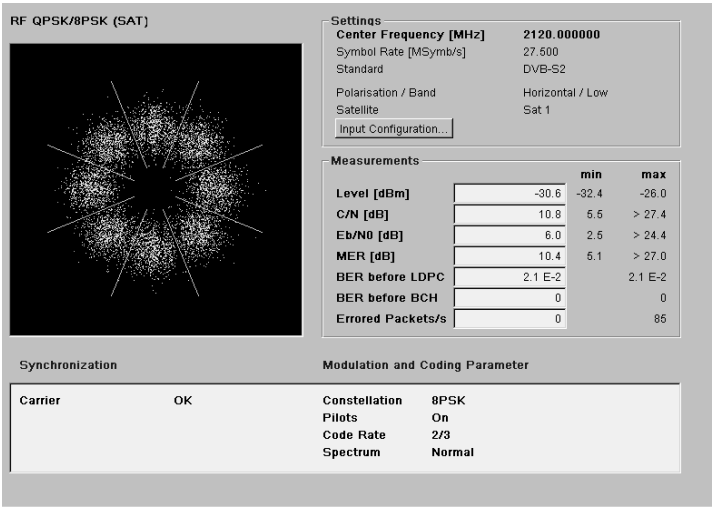 RF QPSK/8PSK (SAT)
Settings
Center Frequency [MHz] 2120.000000
Symbol Rate [MSymb/s] 27.500
Standard DVB-S2
Polarisation / Band Horizontal / Low
Satellite Sat 1
Input Configuration...
Measurements
min max
Level [dBm] -30.6 -32.4 -26.0
C/N [dB] 10.8 5.5 > 27.4
Eb/N0 [dB] 6.0 2.5 > 24.4
MER [dB] 10.4 5.1 > 27.0
BER before LDPC 2.1 E-2 2.1 E-2
BER before BCH 0 0
Errored Packets/s 0 85
Synchronization
Carrier OK
Modulation and Coding Parameter
Constellation 8PSK
Pilots On
Code Rate 2/3
Spectrum Normal